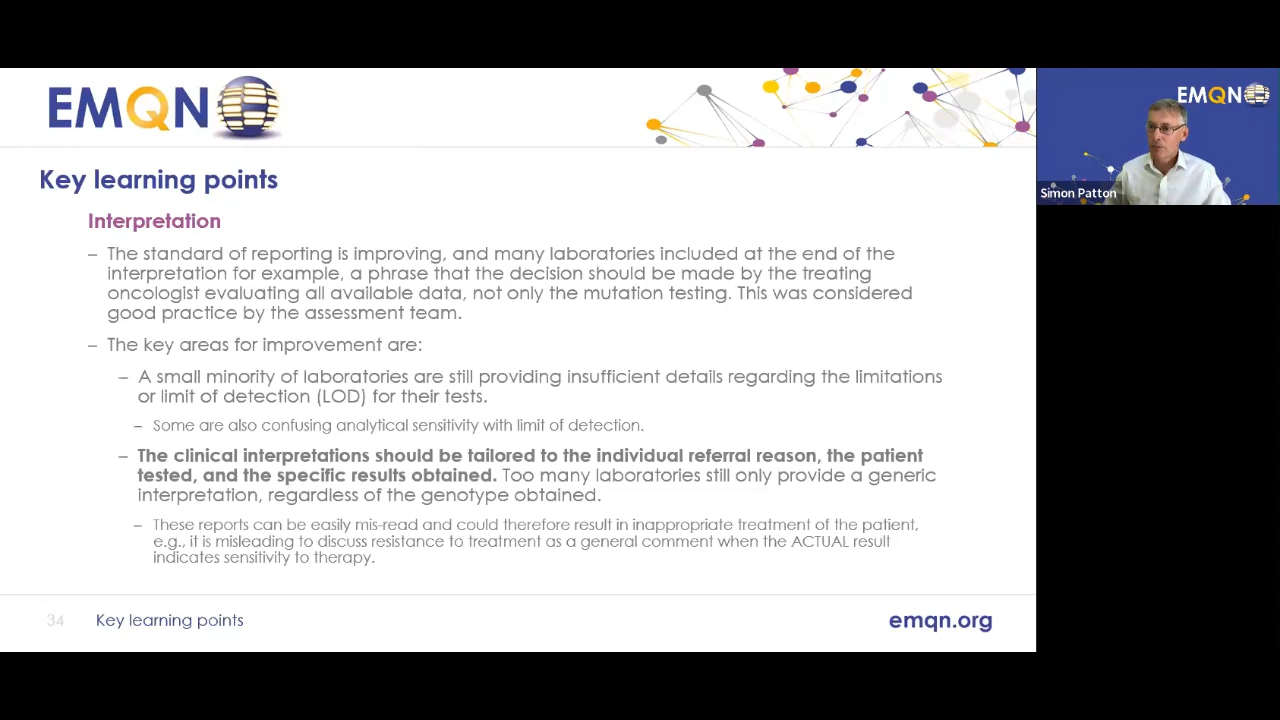 EMQN
Key learning points
Interpretation
– The standard of reporting is improving, and many laboratories included at the end of the
interpretation for example, a phrase that the decision should be made by the treating
oncologist evaluating all available data, not only the mutation testing. This was considered
good practice by the assessment team.
– The key areas for improvement are:
– A small minority of laboratories are still providing insufficient details regarding the limitations
or limit of detection (LOD) for their tests.
– Some are also confusing analytical sensitivity with limit of detection.
– The clinical interpretations should be tailored to the individual referral reason, the patient
tested, and the specific results obtained. Too many laboratories still only provide a generic
interpretation, regardless of the genotype obtained.
– These reports can be easily mis-read and could therefore result in inappropriate treatment of the patient,
e.g., it is misleading to discuss resistance to treatment as a general comment when the ACTUAL result
indicates sensitivity to therapy.
34 Key learning points
emqn.org
EMQN
Simon Patton